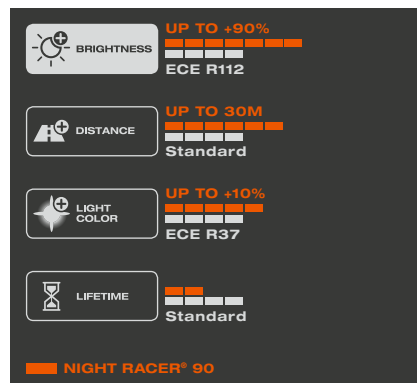 UP TO +90%
BRIGHTNESS
ECE R112
UP TO 30M
DISTANCE
Standard
UP TO +10%
LIGHT
COLOR
ECE R37
LIFETIME
Standard
NIGHT RACER® 90